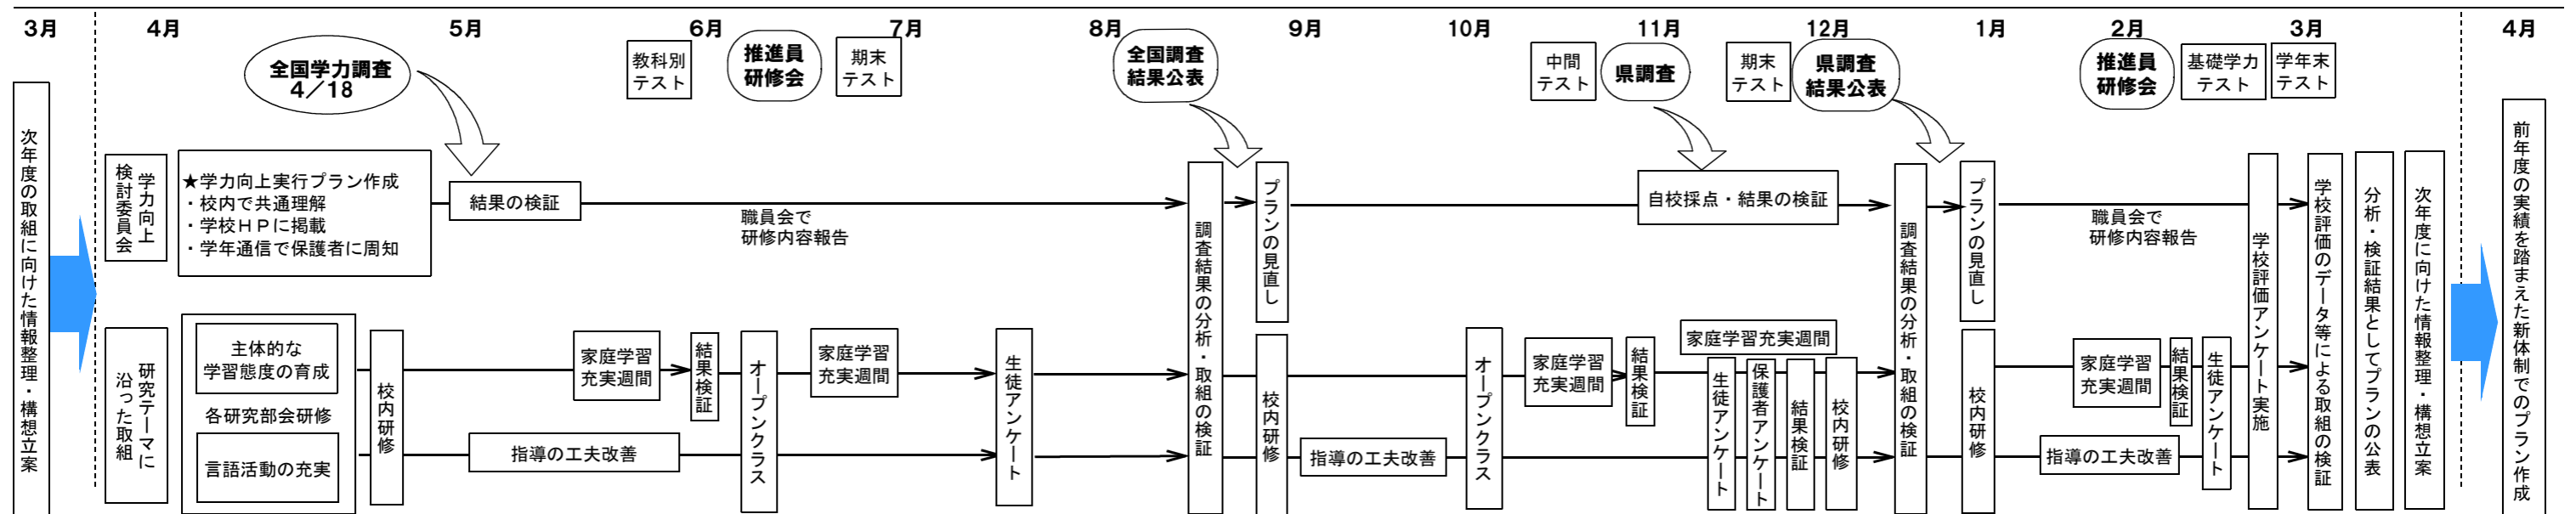 3月
4月
5月
6月
7月
8月
9月
10月
11月
12月
1月
2月
3月
4月
全国学力調査
4／18
教科別
テスト
推進員
研修会
期末
テスト
全国調査
結果公表
中間
テスト
県調査
期末
テスト
県調査
結果公表
推進員
研修会
基礎学力
テスト
学年末
テスト
次年度の取組に向けた情報整理・構想立案
学力向上
検討委員会
★学力向上実行プラン作成
・校内で共通理解
・学校ＨＰに掲載
・学年通信で保護者に周知
結果の検証
職員会で
研修内容報告
調査結果の分析・取組の検証
プランの見直し
自校採点・結果の検証
調査結果の分析・取組の検証
プランの見直し
職員会で
研修内容報告
学校評価アンケート実施
学校評価のデータ等による取組の検証
分析・検証結果としてプランの公表
次年度に向けた情報整理・構想立案
前年度の実績を踏まえた新体制でのプラン作成
研究テーマに
沿った取組
主体的な
学習態度の育成
各研究部会研修
言語活動の充実
校内研修
家庭学習
充実週間
結果検証
オープンクラス
家庭学習
充実週間
指導の工夫改善
生徒アンケート
校内研修
指導の工夫改善
オープンクラス
家庭学習
充実週間
結果検証
家庭学習充実週間
生徒アンケート
保護者アンケート
結果検証
校内研修
校内研修
家庭学習
充実週間
結果検証
生徒アンケート
指導の工夫改善